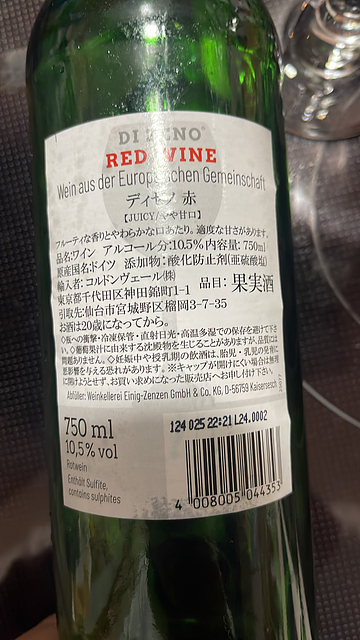 DI ZENO®
RED WINE
Wein aus der Europäischen Gemeinschaft
ディゼノ 赤
【JUICY/やや甘口】
フルーティな香りとやわらかな口あたり。適度な甘さがあります。
品名:ワイン アルコール分:10.5% 内容量:750ml
原産国名:ドイツ 添加物:酸化防止剤(亜硫酸塩)
輸入者:コルドンヴェール㈱ 品目:果実酒
東京都千代田区神田錦町1-1
引取先:仙台市宮城野区榴岡3-7-35
お酒は20歳になってから。
○瓶への衝撃・冷凍保管・直射日光・高温多湿での保存を避けて下さい。
○葡萄果汁に由来する沈殿物を生じることがありますが、品質には
問題ありません。○妊娠中や授乳期の飲酒は、胎児・乳児の発育に
悪影響を与える恐れがあります。※キャップが開けにくい場合は無理
に開けようとせず、お買い求めになった販売店へお申し付け下さい。
Abfüller: Weinkellerei Einig-Zenzen GmbH & Co. KG, D-56759 Kaisersesch
750 ml
10,5% vol
Rotwein
Enthält Sulfite,
contains sulphites
124 025 22:21 L24.0002
4 008005 044353